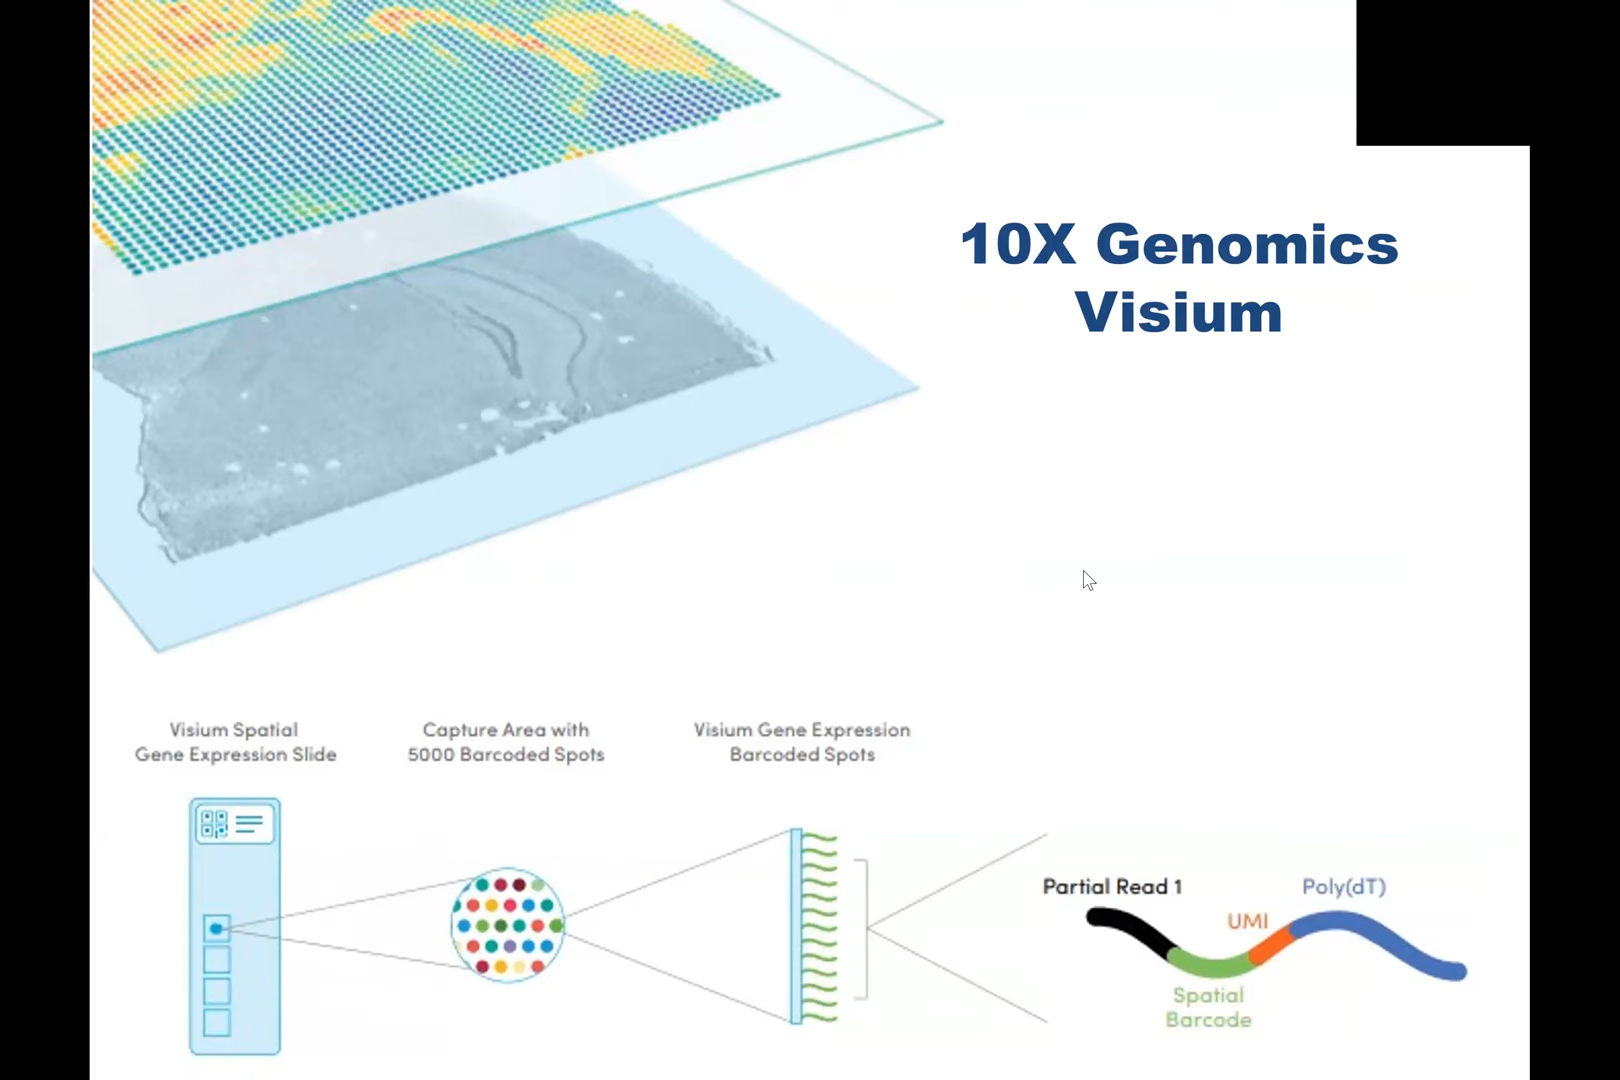 10X Genomics
Visium
Visium Spatial
Gene Expression Slide
Capture Area with
5000 Barcoded Spots
Visium Gene Expression
Barcoded Spots
Partial Read 1
Poly(dT)
UMI
Spatial
Barcode